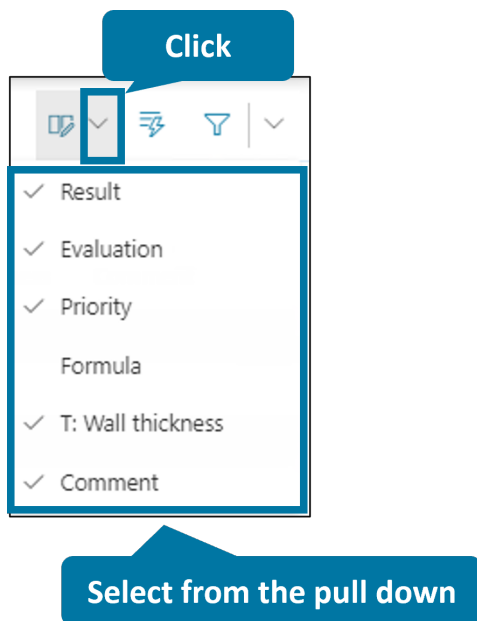 Click
Result
Evaluation
Priority
Formula
T: Wall thickness
Comment
Select from the pull down